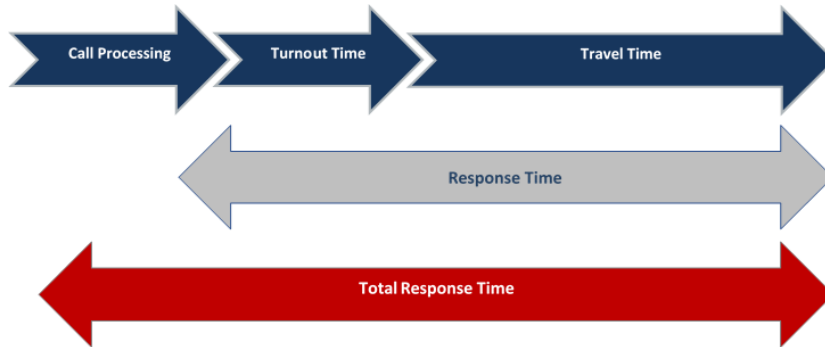 Call Processing
Turnout Time
Travel Time
Response Time
Total Response Time